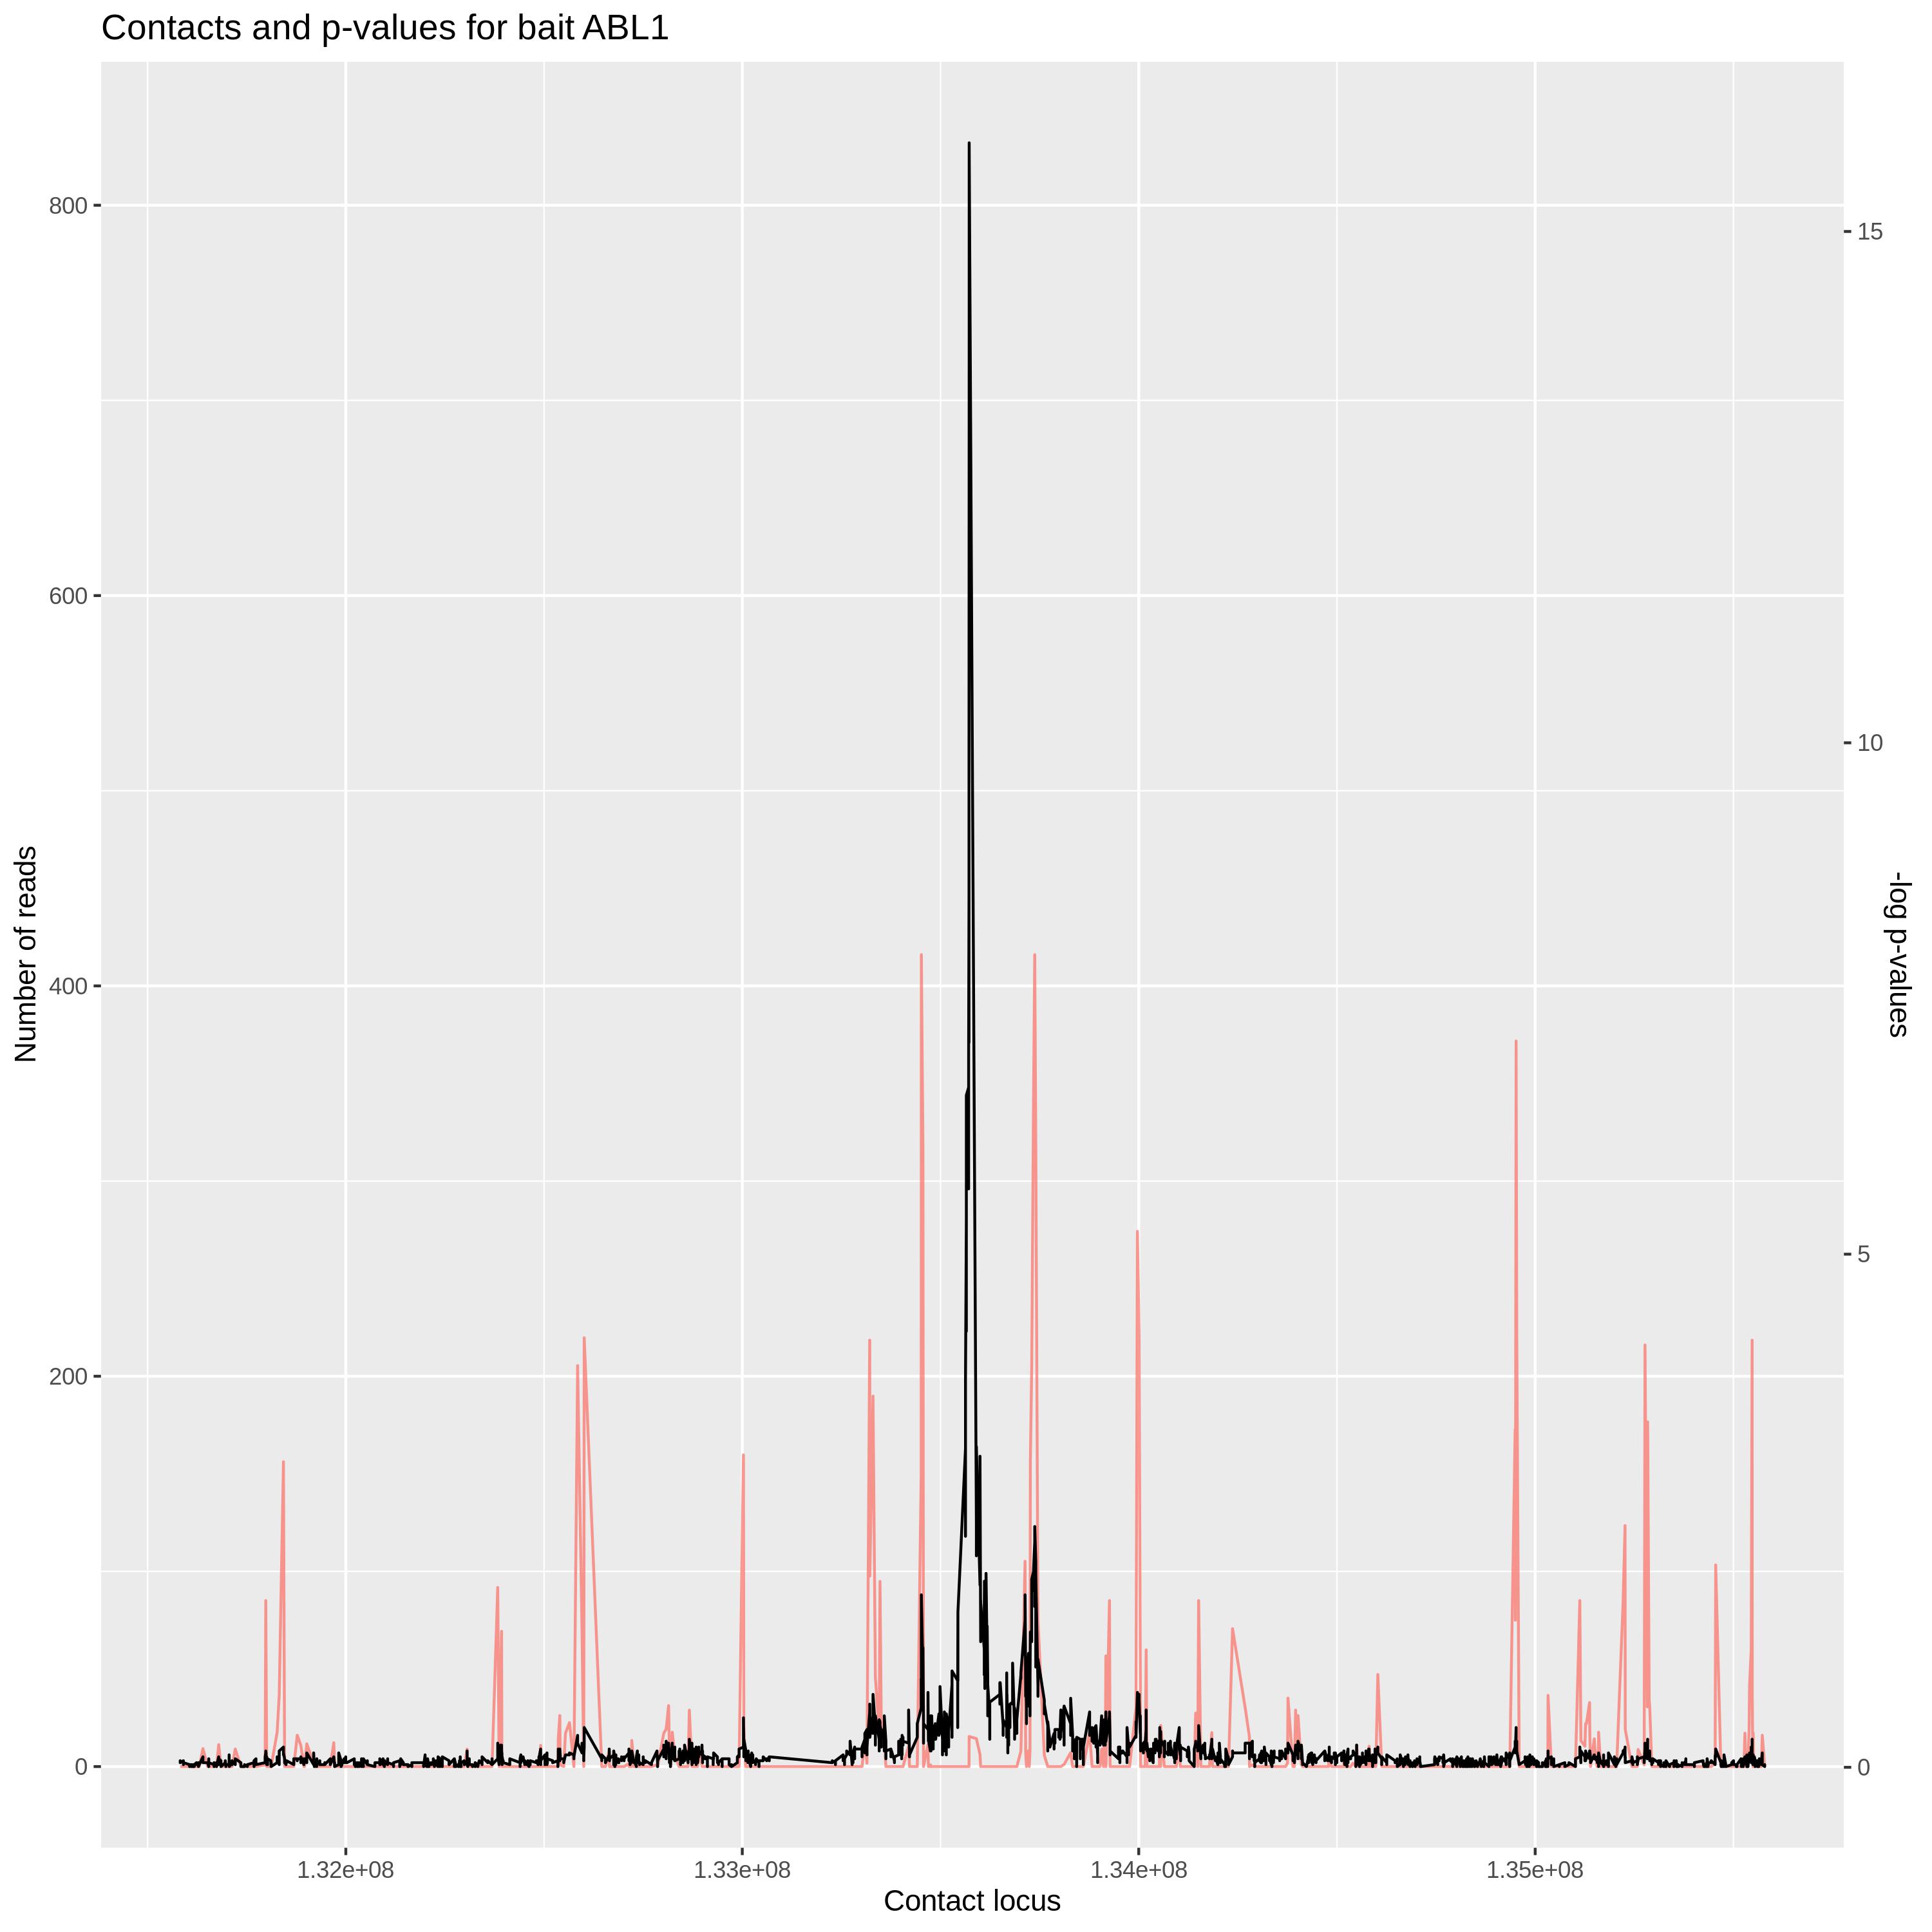 Contacts and p-values for bait ABL1
800
600
400
200
0
15
10
5
0
Number of reads
-log p-values
1.32e+08
1.33e+08
1.34e+08
1.35e+08
Contact locus